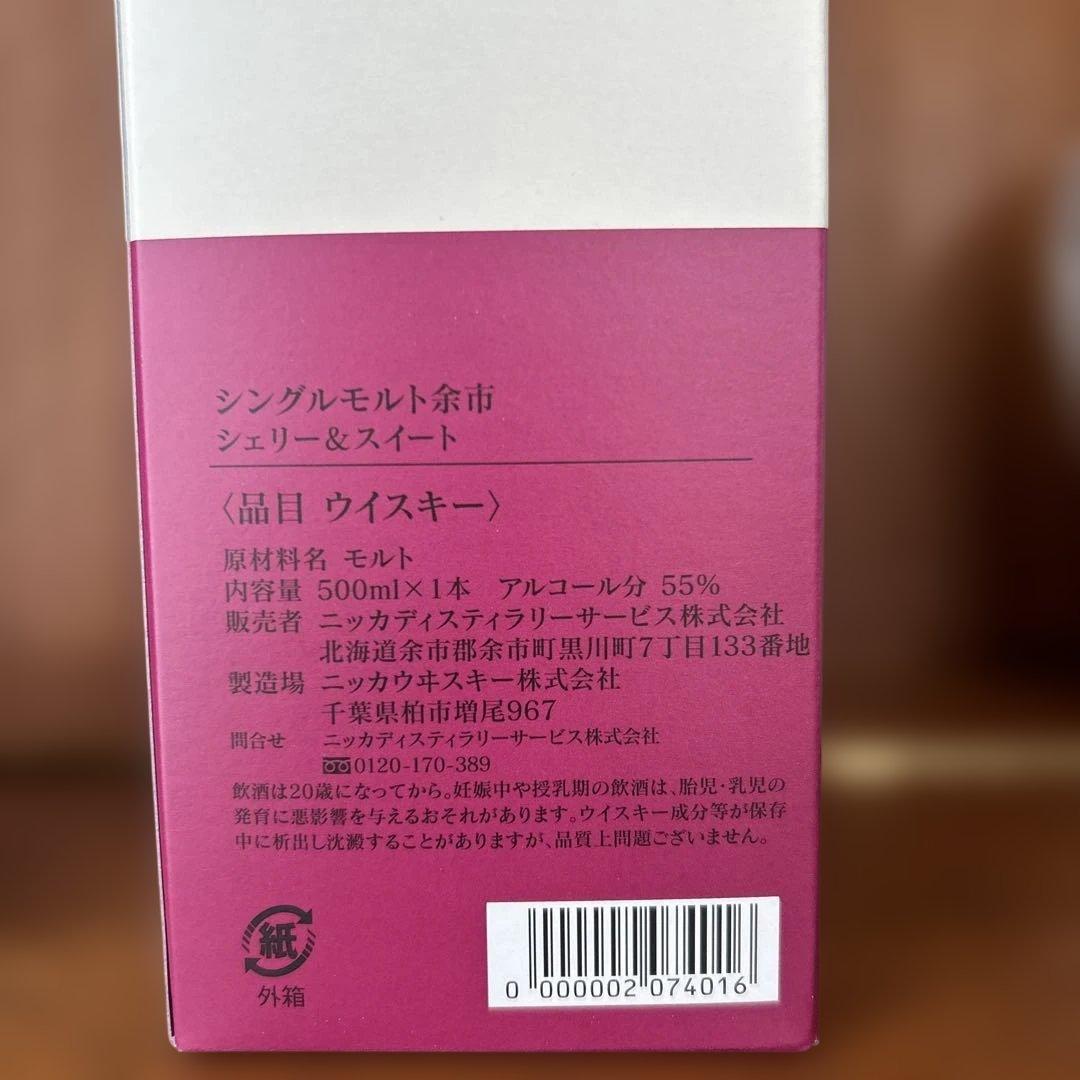 シングルモルト余市
シェリー&スイート
〈品目 ウイスキー〉
原材料名 モルト
内容量 500ml×1本 アルコール分 55%
販売者 ニッカディスティラリーサービス株式会社
北海道余市郡余市町黒川町7丁目133番地
製造場 ニッカウヰスキー株式会社
千葉県柏市増尾967
問合せ ニッカディスティラリーサービス株式会社
0120-170-389
飲酒は20歳になってから。妊娠中や授乳期の飲酒は、胎児・乳児の
発育に悪影響を与えるおそれがあります。ウイスキー成分等が保存
中に析出し沈澱することがありますが、品質上問題ございません。
紙
外箱
0 000002 074016